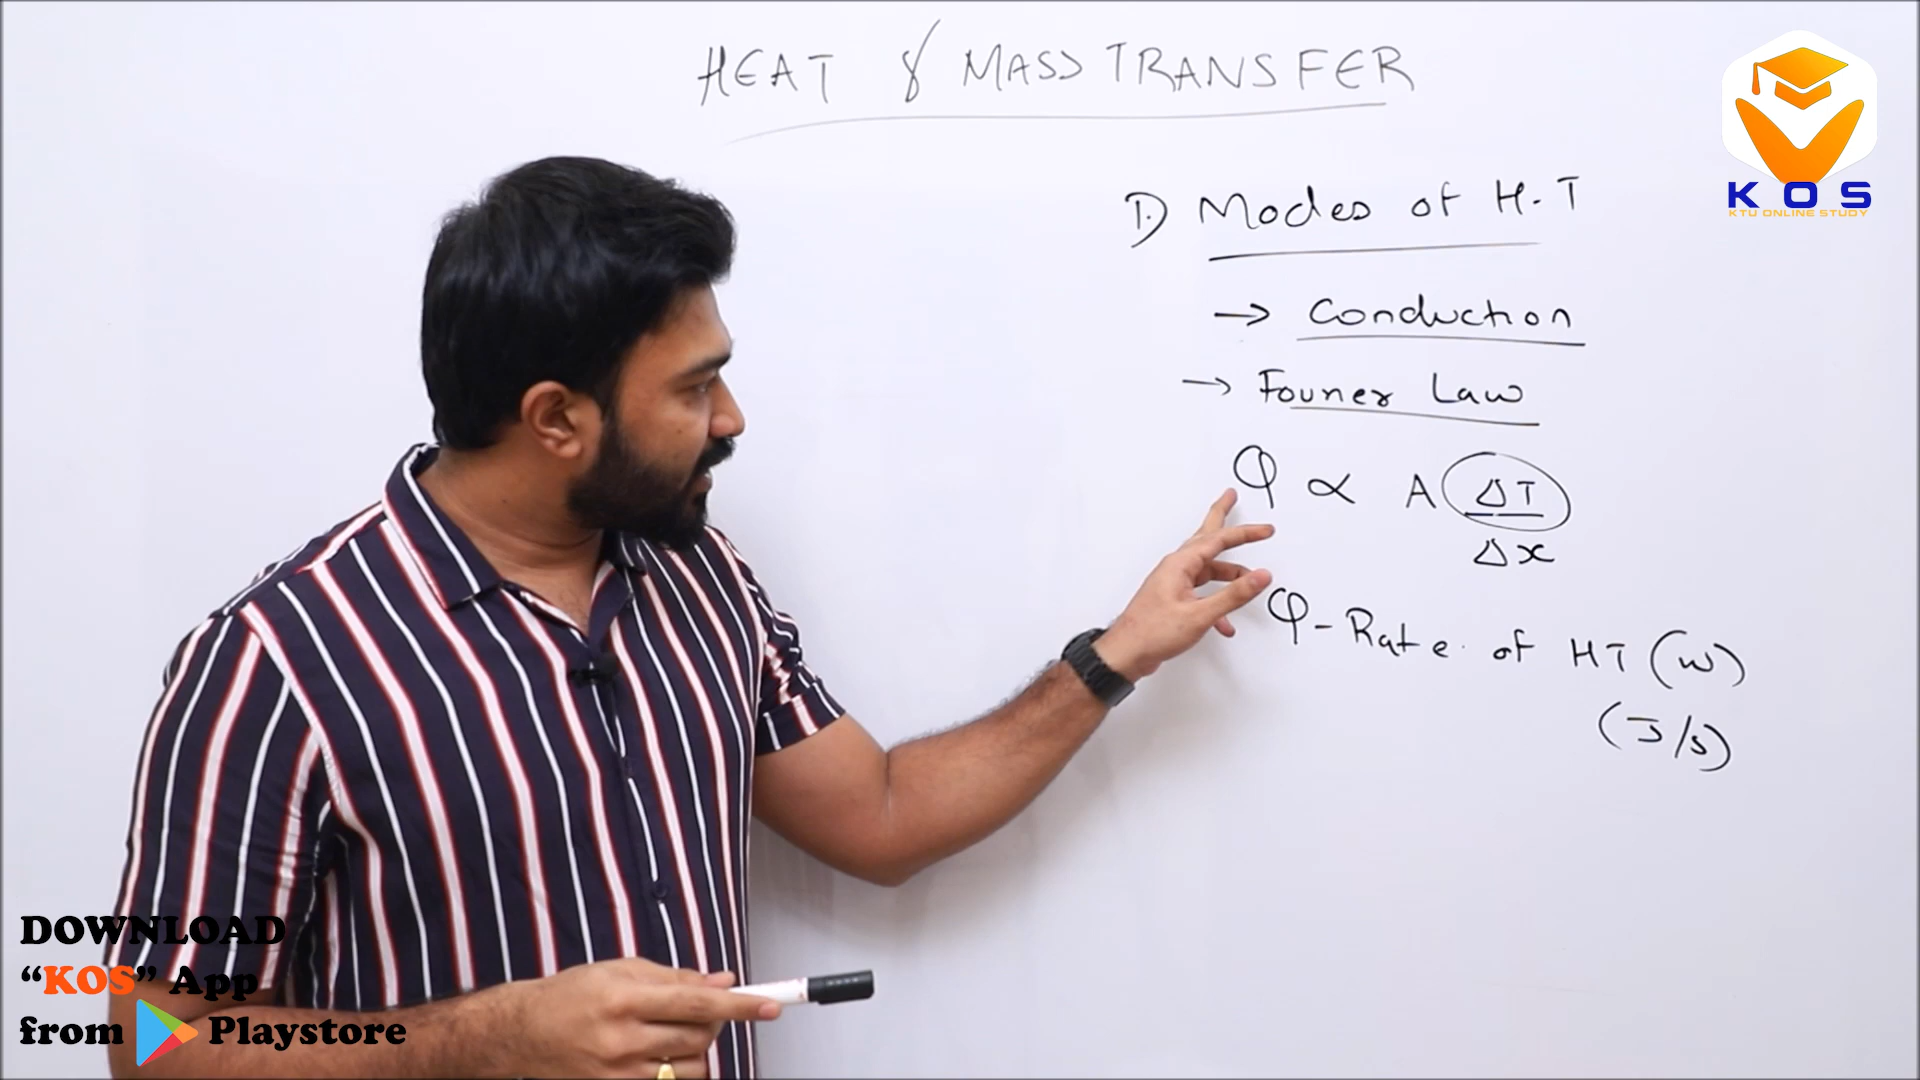 HEAT & MASS TRANSFER
KOS
KTU ONLINE STUDY
1) Modes of H.T
→ Conduction
→ Fourier Law
Q ∝ A ΔT
Δx
Q - Rate of HT (W)
(J/s)
DOWNLOAD
“KOS” App
from Playstore